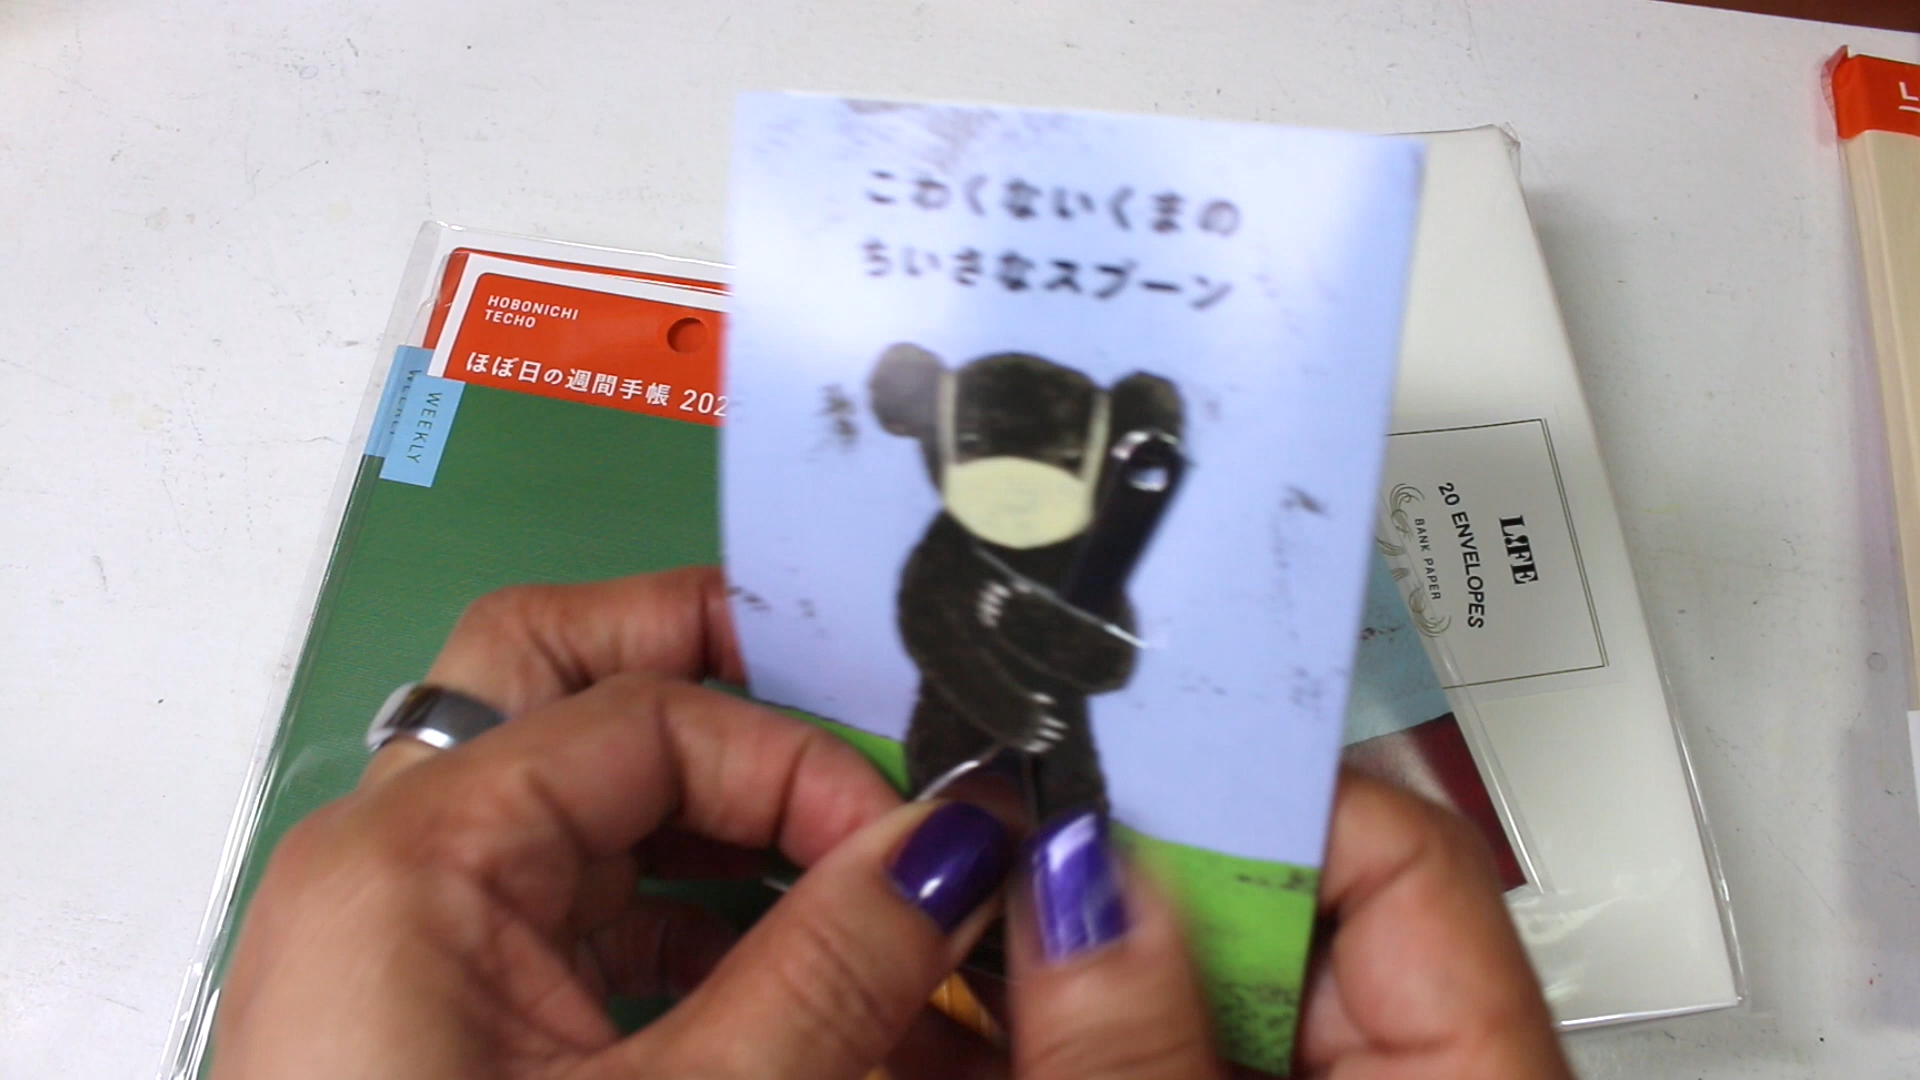 こわくないくまの
ちいさなスプーン
HOBONICHI
TECHO
ほぼ日の週間手帳 202
WEEKLY
WEEKLY
LIFE
20 ENVELOPES
BANK PAPER